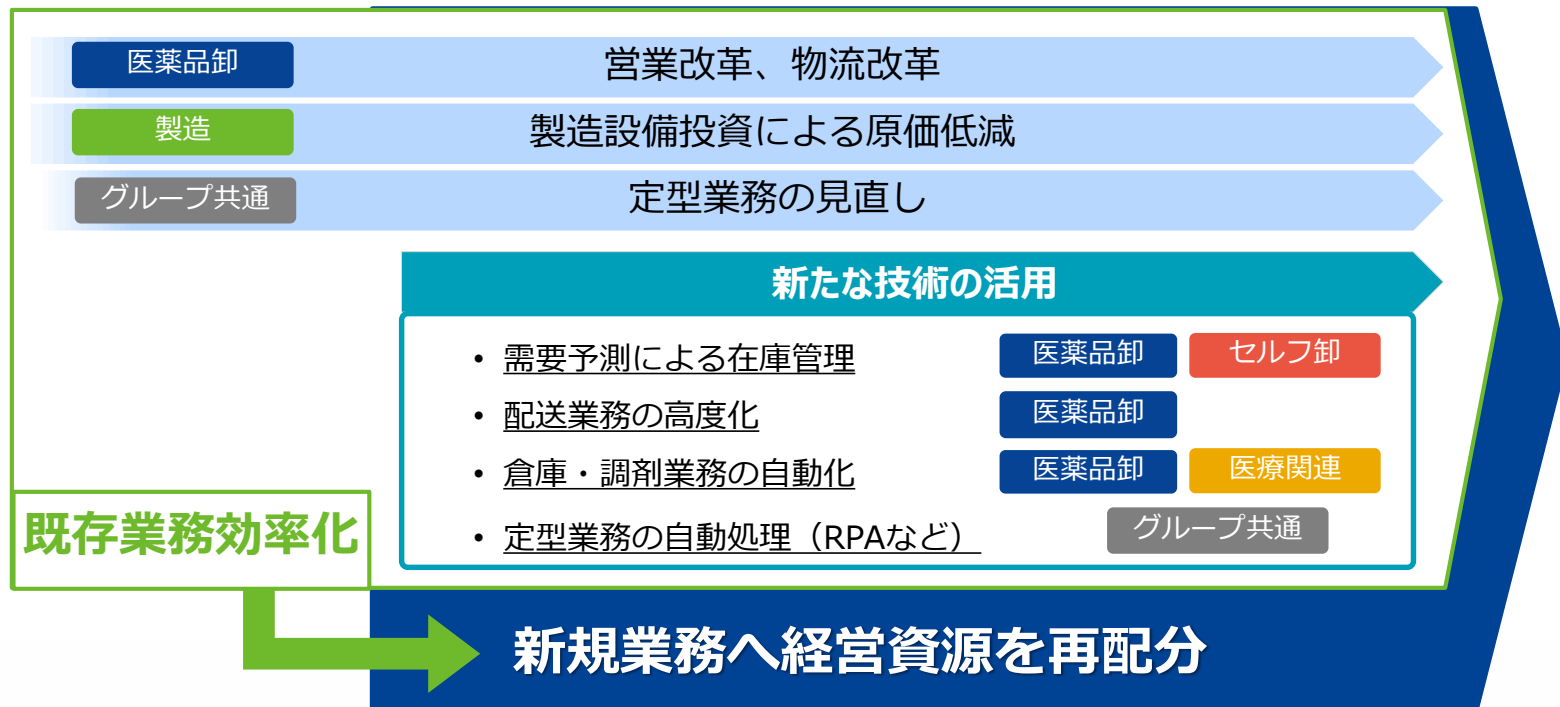 医薬品卸 営業改革、物流改革
製造 製造設備投資による原価低減
グループ共通 定型業務の見直し
新たな技術の活用
• 需要予測による在庫管理 医薬品卸 セルフ卸
• 配送業務の高度化 医薬品卸
• 倉庫・調剤業務の自動化 医薬品卸 医療関連
• 定型業務の自動処理（RPAなど） グループ共通
既存業務効率化
新規業務へ経営資源を再配分